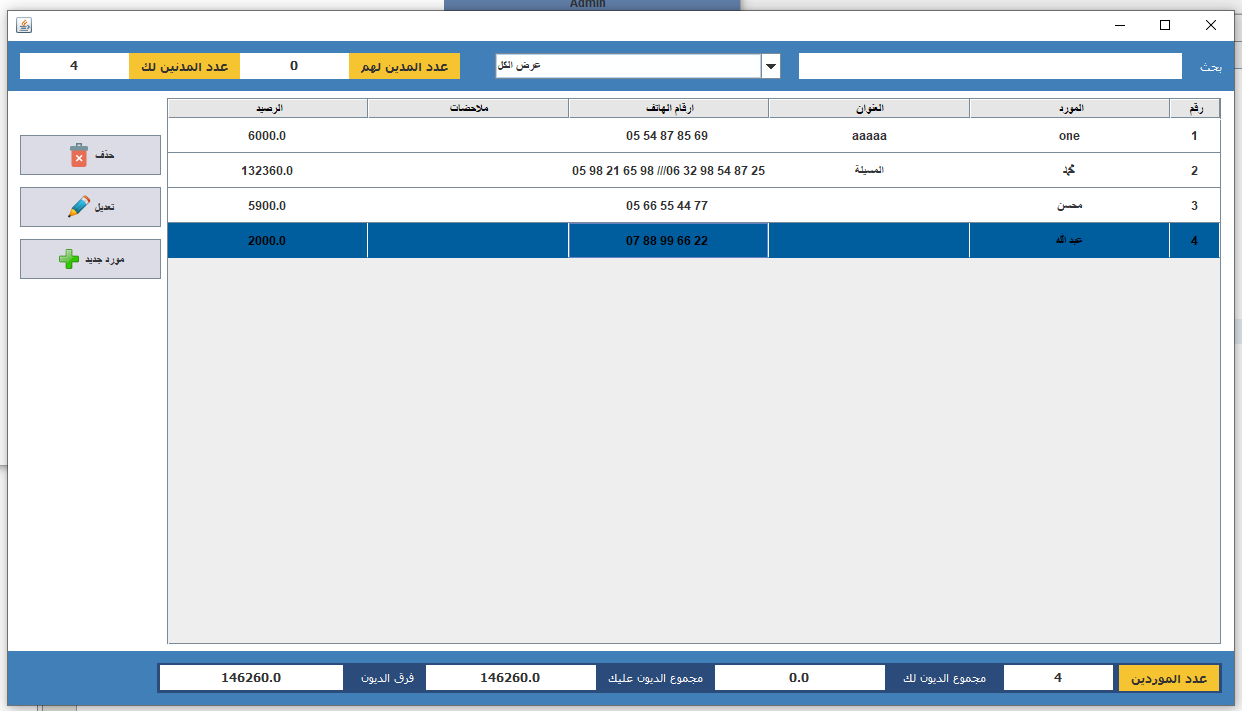 Admin
بحث
عرض الكل
عدد المدين لهم 0 عدد المدنين لك 4
رقم المورد العنوان ارقام الهاتف ملاحضات الرصيد
1 one aaaaa 05 54 87 85 69 6000.0
2 محمد المسيلة 05 98 21 65 98 ///06 32 98 54 87 25 132360.0
3 محسن 05 66 55 44 77 5900.0
4 عبد الله 07 88 99 66 22 2000.0
حذف
تعديل
مورد جديد
عدد الموردين 4 مجموع الديون لك 0.0 مجموع الديون عليك 146260.0 فرق الديون 146260.0